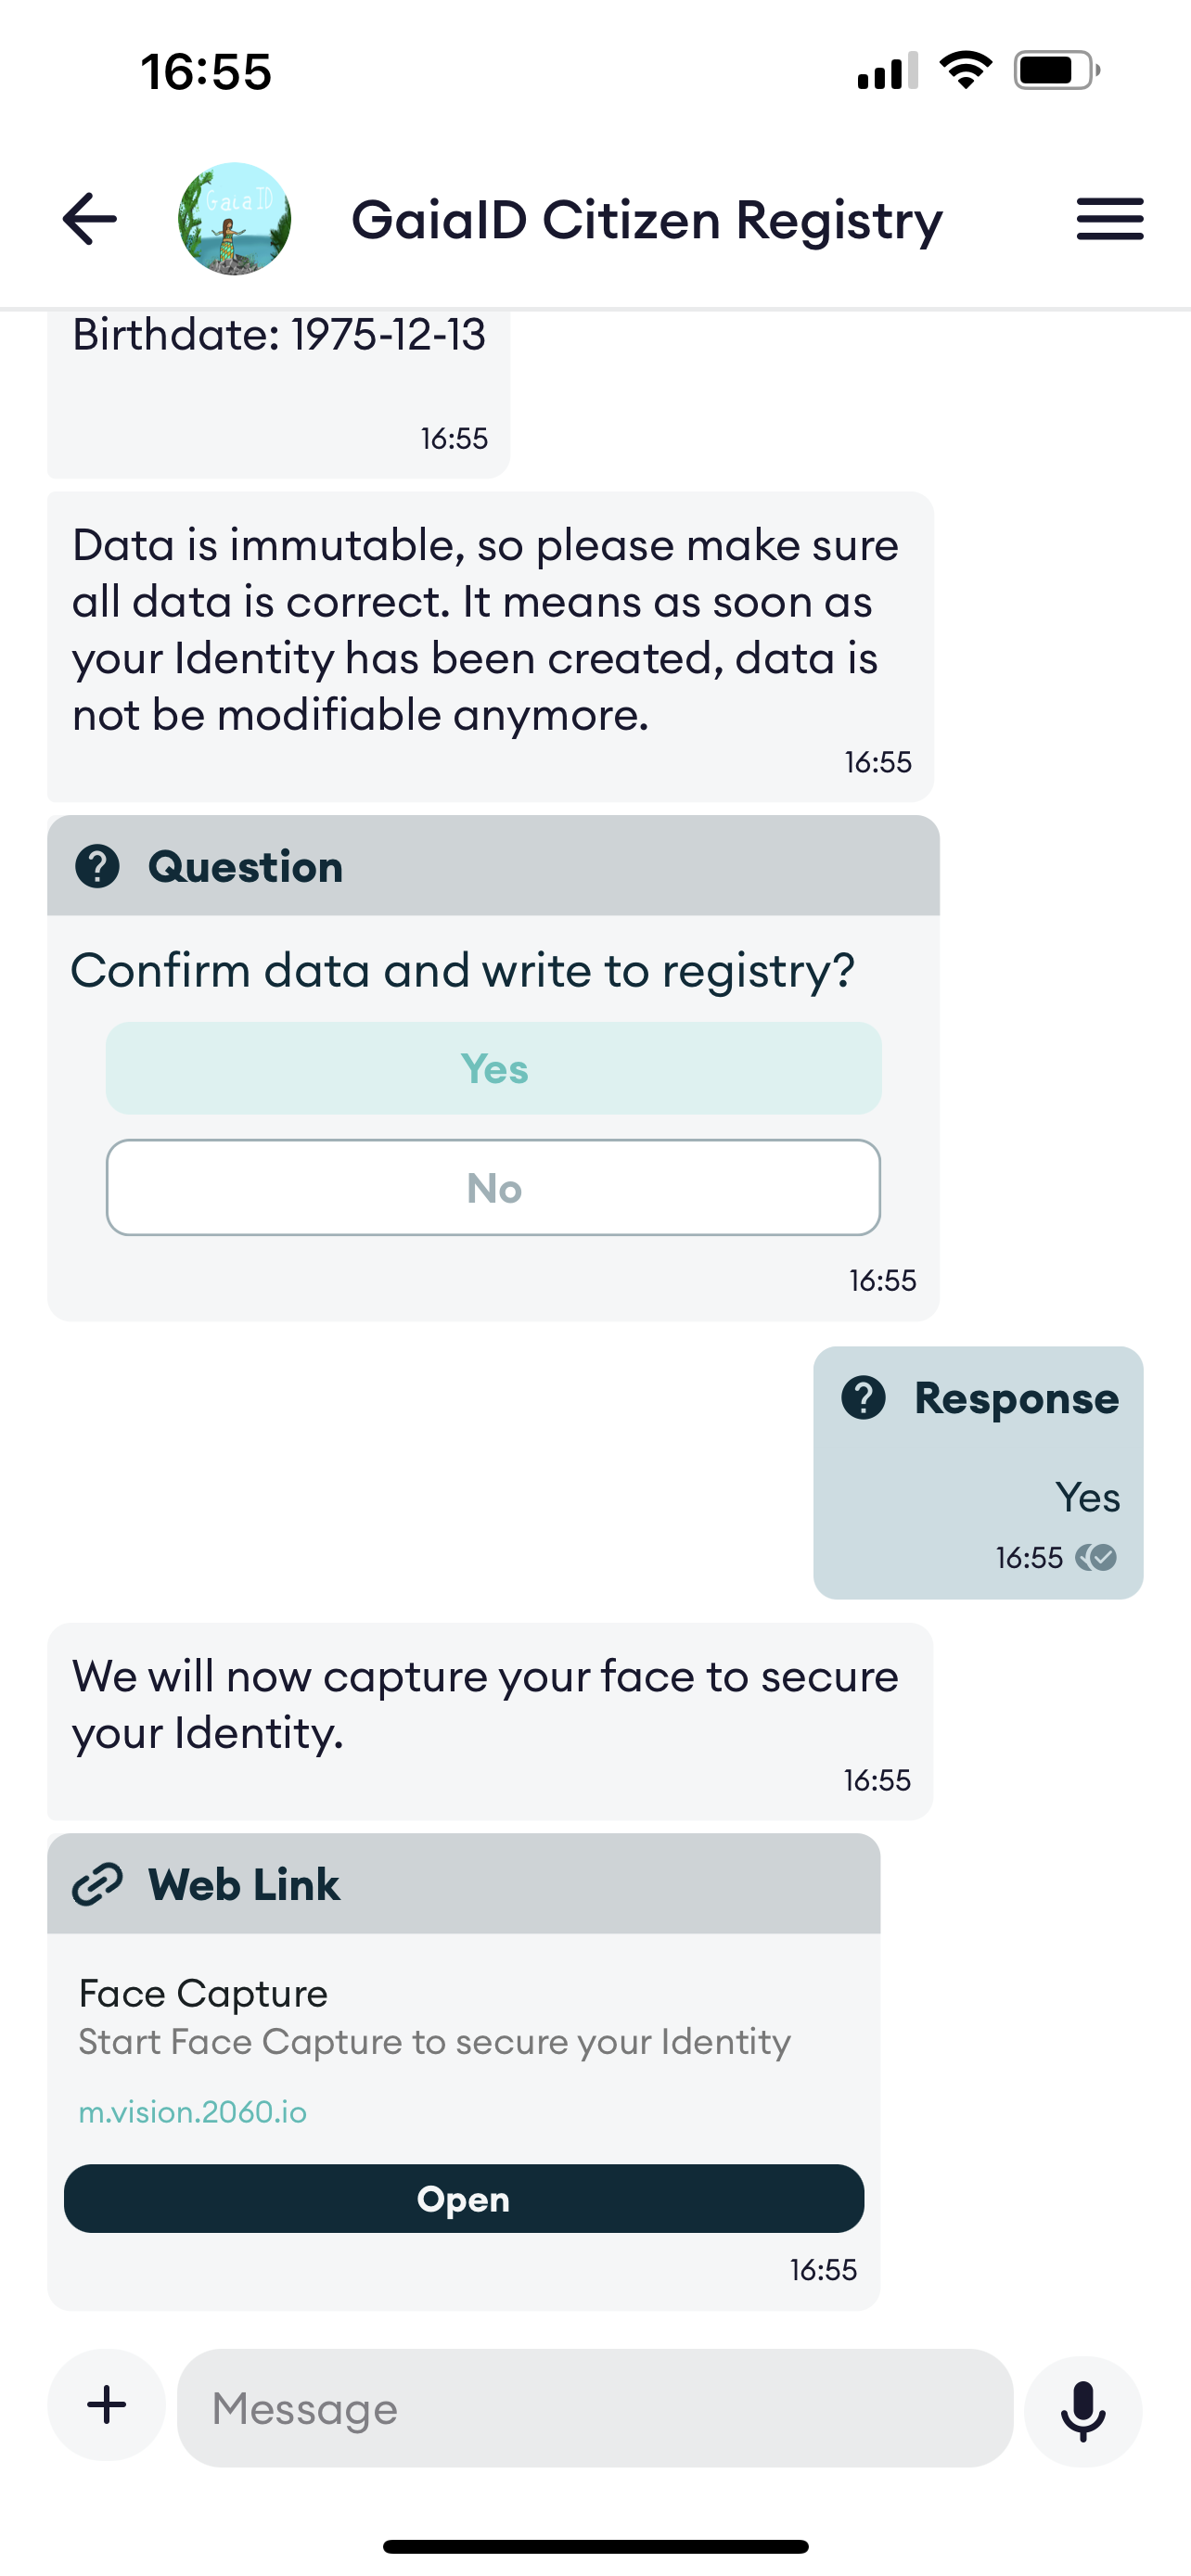 16:55
Gaia ID
GaiaID Citizen Registry
Birthdate: 1975-12-13
16:55
Data is immutable, so please make sure
all data is correct. It means as soon as
your Identity has been created, data is
not be modifiable anymore.
16:55
Question
Confirm data and write to registry?
Yes
No
16:55
Response
Yes
16:55
We will now capture your face to secure
your Identity.
16:55
Web Link
Face Capture
Start Face Capture to secure your Identity
m.vision.2060.io
Open
16:55
Message